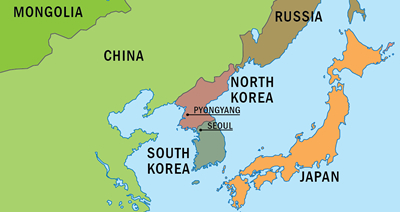 MONGOLIA
RUSSIA
CHINA
NORTH
KOREA
PYONGYANG
SEOUL
SOUTH
KOREA
JAPAN